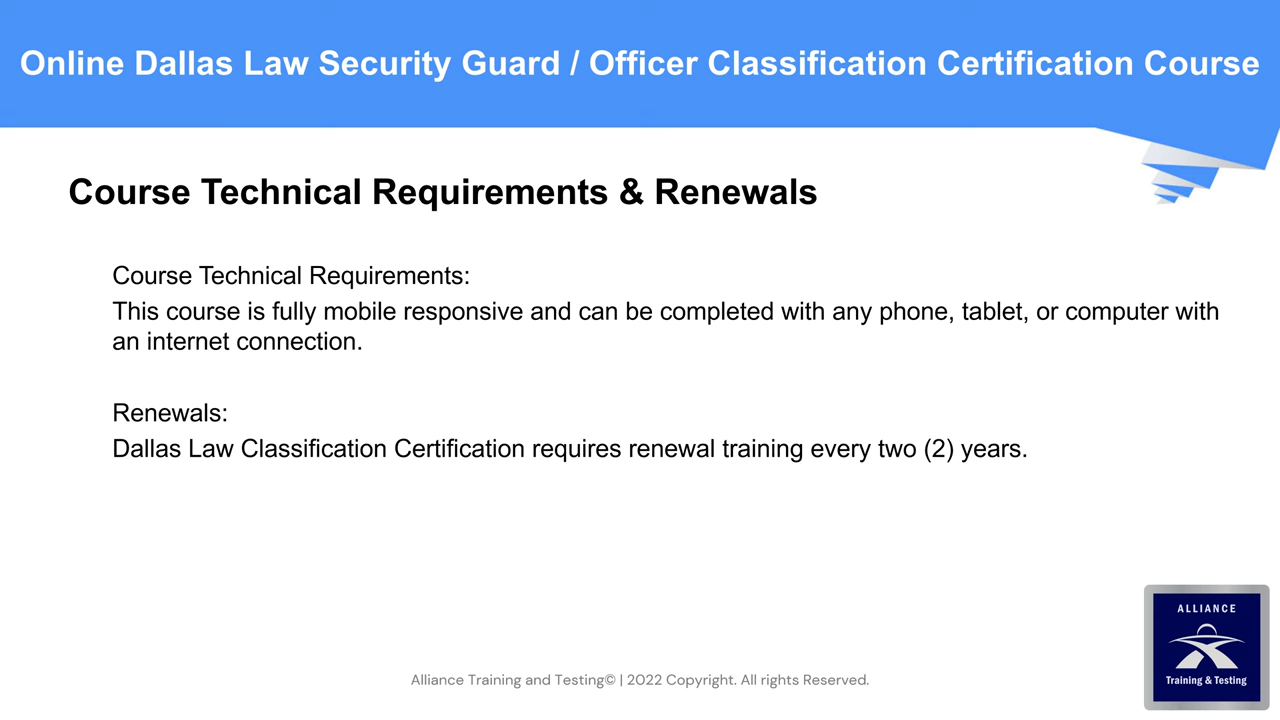 Online Dallas Law Security Guard / Officer Classification Certification Course
Course Technical Requirements & Renewals
Course Technical Requirements:
This course is fully mobile responsive and can be completed with any phone, tablet, or computer with
an internet connection.
Renewals:
Dallas Law Classification Certification requires renewal training every two (2) years.
ALLIANCE
Training & Testing
Alliance Training and Testing© | 2022 Copyright. All rights Reserved.